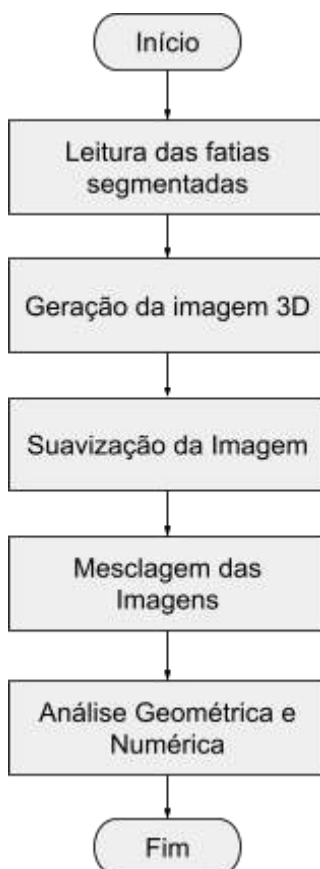 Início
Leitura das fatias
segmentadas
Geração da imagem 3D
Suavização da Imagem
Mesclagem das
Imagens
Análise Geométrica e
Numérica
Fim